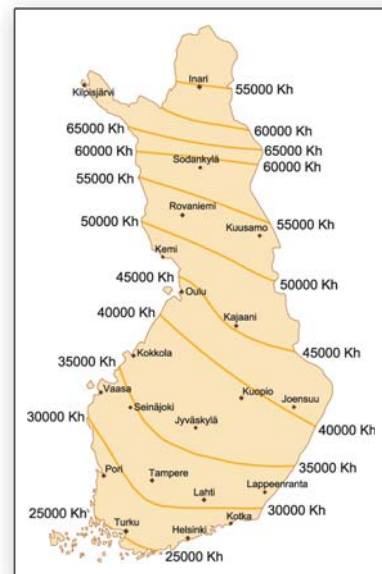 Inari
55000 Kh
Kilpisjärvi
65000 Kh
60000 Kh
65000 Kh
60000 Kh
60000 Kh
Sodankylä
55000 Kh
Rovaniemi
50000 Kh
Kuusamo
55000 Kh
Kemi
45000 Kh
50000 Kh
Oulu
40000 Kh
Kajaani
45000 Kh
Kokkola
35000 Kh
Vaasa
Seinäjoki
Kuopio
Joensuu
30000 Kh
Jyväskylä
40000 Kh
35000 Kh
Pori
Tampere
Lappeenranta
Lahti
30000 Kh
25000 Kh
Turku
Kotka
Helsinki
25000 Kh